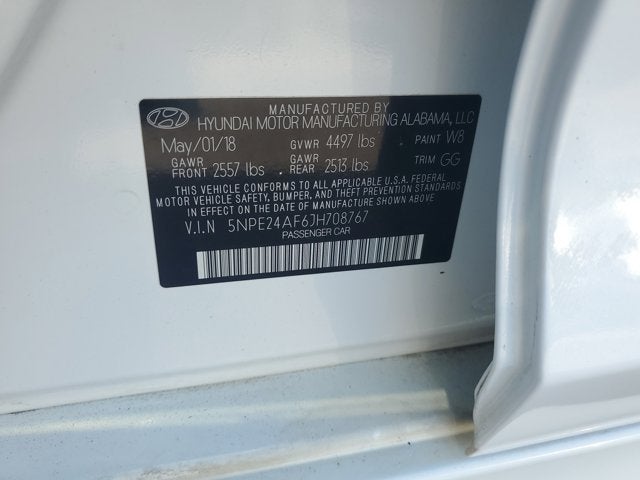 MANUFACTURED BY
HYUNDAI MOTOR MANUFACTURING ALABAMA, LLC
May/01/18 GVWR 4497 lbs PAINT W8
GAWR FRONT 2557 lbs GAWR REAR 2513 lbs TRIM GG
THIS VEHICLE CONFORMS TO ALL APPLICABLE U.S.A. FEDERAL
MOTOR VEHICLE SAFETY, BUMPER, AND THEFT PREVENTION STANDARDS
IN EFFECT ON THE DATE OF MANUFACTURE SHOWN ABOVE.
V.I.N 5NPE24AF6JH708767
PASSENGER CAR